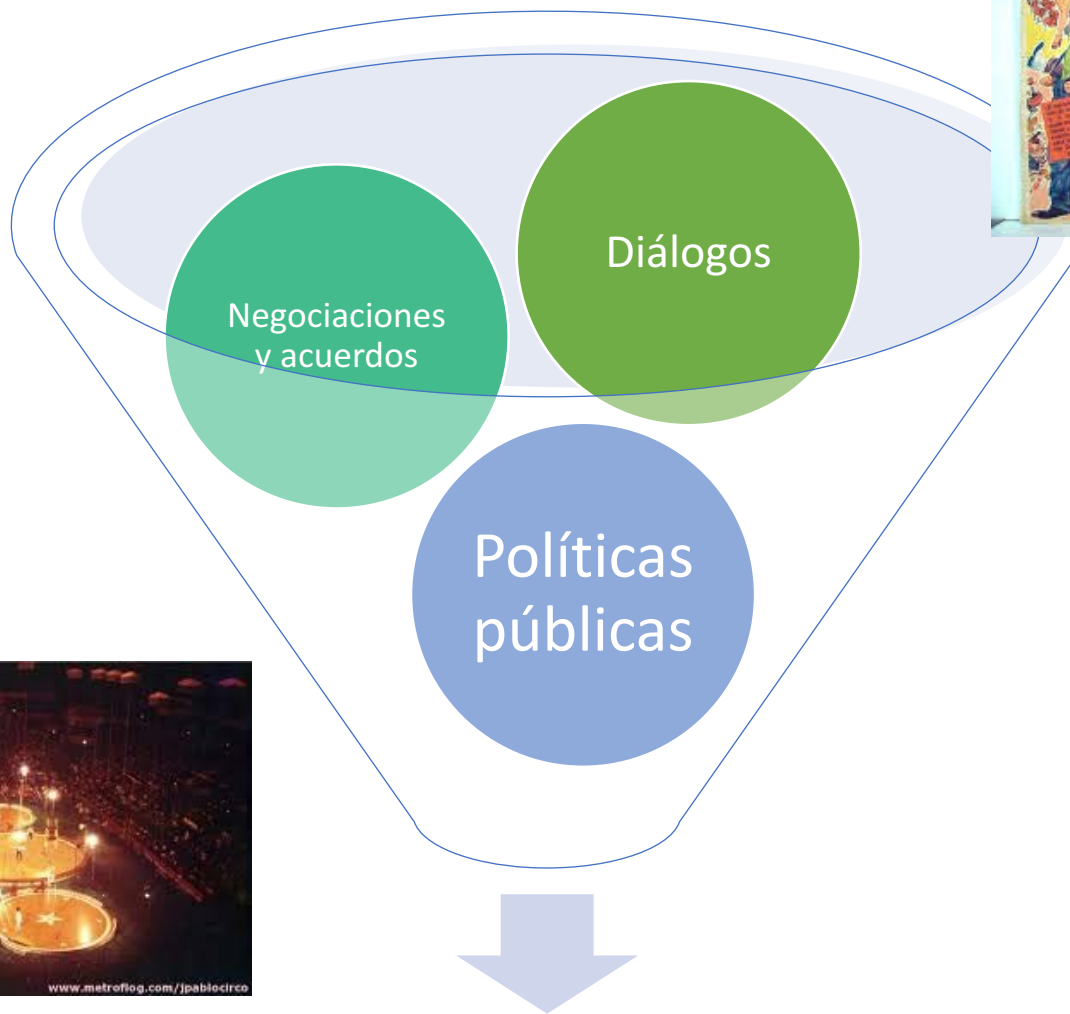 Diálogos
Negociaciones
y acuerdos
Políticas
públicas
www.metroflog.com/jpablocirco